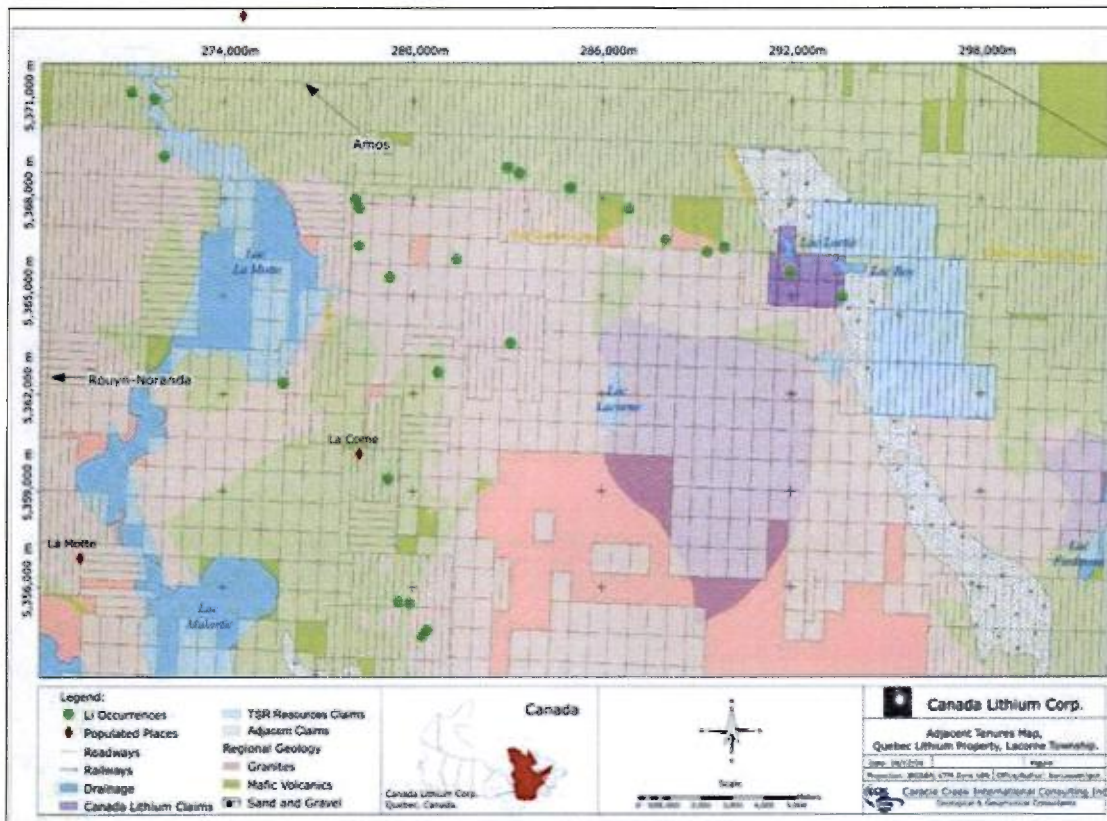 274,000m 280,000m 286,000m 292,000m 298,000m
5,371,000 m
5,368,000 m
5,365,000 m
5,362,000 m
5,359,000 m
5,356,000 m
Amos
Lac
La Motte
Rouyn-Noranda
La Corne
La Motte
Lac
Malartic
Lac
Lacorne
Lac Lortie
Lac Roy
Lac
Legend:
Li Occurrences
Populated Places
Roadways
Railways
Drainage
Canada Lithium Claims
TSR Resources Claims
Adjacent Claims
Regional Geology
Granites
Mafic Volcanics
Sand and Gravel
Canada
Canada Lithium Corp.
Quebec, Canada.
Scale
Canada Lithium Corp.
Adjacent Tenures Map,
Quebec Lithium Property, Lacorne Township.
Caracle Creek International Consulting Inc
Geological & Geophysical Consultants